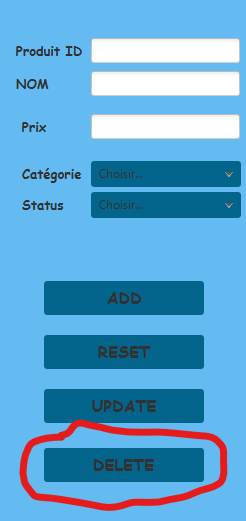 Produit ID
NOM
Prix
Catégorie Choisir...
Status Choisir...
ADD
RESET
UPDATE
DELETE